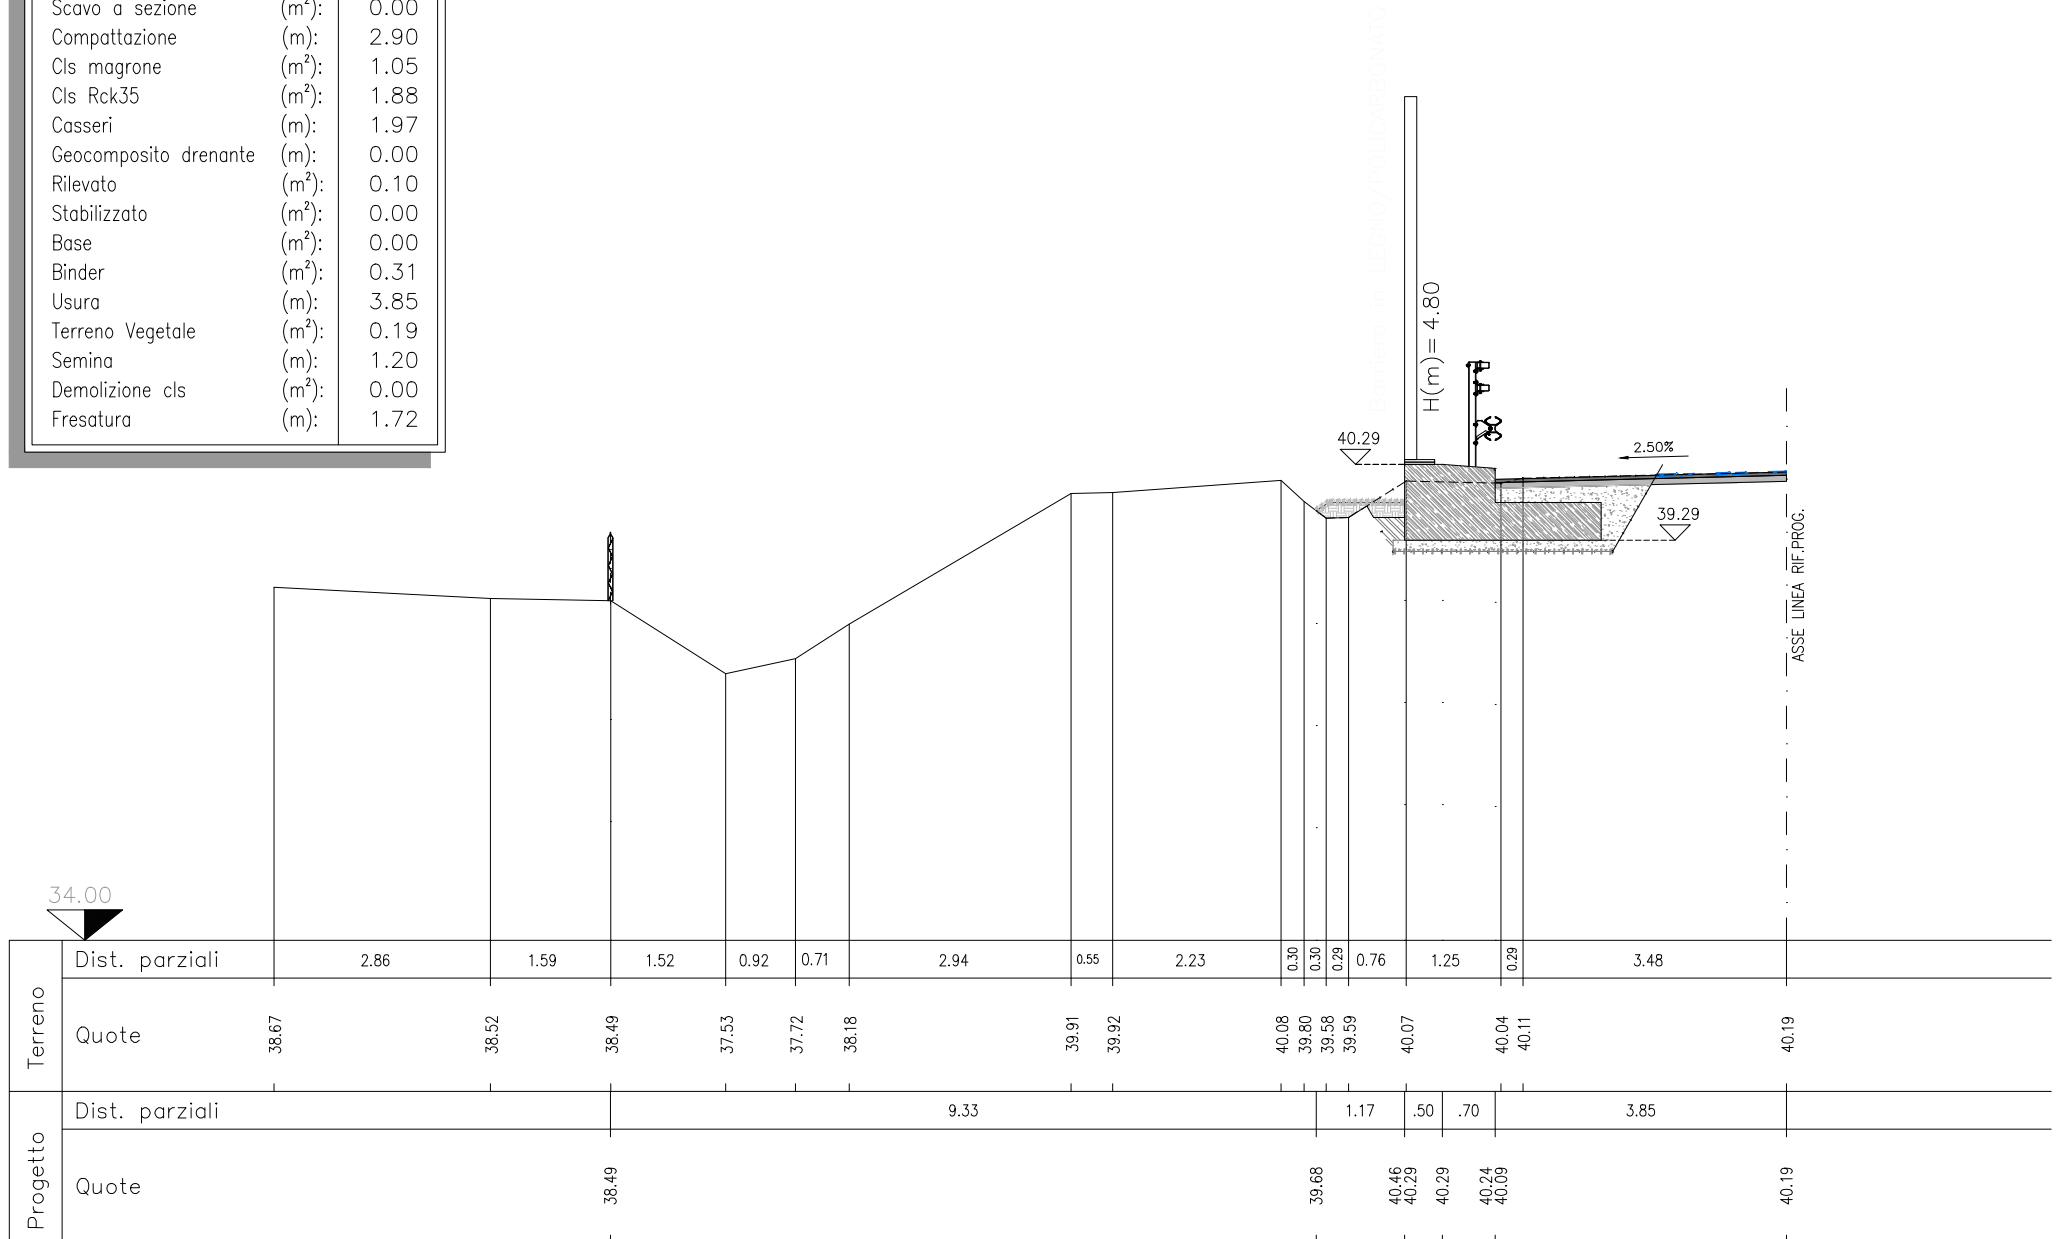 Scavo a sezione (m²): 0.00
Compattazione (m): 2.90
Cls magrone (m²): 1.05
Cls Rck35 (m²): 1.88
Casseri (m): 1.97
Geocomposito drenante (m): 0.00
Rilevato (m²): 0.10
Stabilizzato (m²): 0.00
Base (m²): 0.00
Binder (m²): 0.31
Usura (m): 3.85
Terreno Vegetale (m²): 0.19
Semina (m): 1.20
Demolizione cls (m²): 0.00
Fresatura (m): 1.72
H(m)= 4.80
40.29
2.50%
39.29
ASSE LINEA RIF.PROG.
34.00
Terreno
Dist. parziali 2.86 1.59 1.52 0.92 0.71 2.94 0.55 2.23 0.30 0.30 0.29 0.76 1.25 0.29 3.48
Quote 38.67 38.52 38.49 37.53 37.72 38.18 39.91 39.92 40.08 39.80 39.58 39.59 40.07 40.04 40.11 40.19
Progetto
Dist. parziali 9.33 1.17 .50 .70 3.85
Quote 38.49 39.68 40.46 40.29 40.29 40.24 40.09 40.19